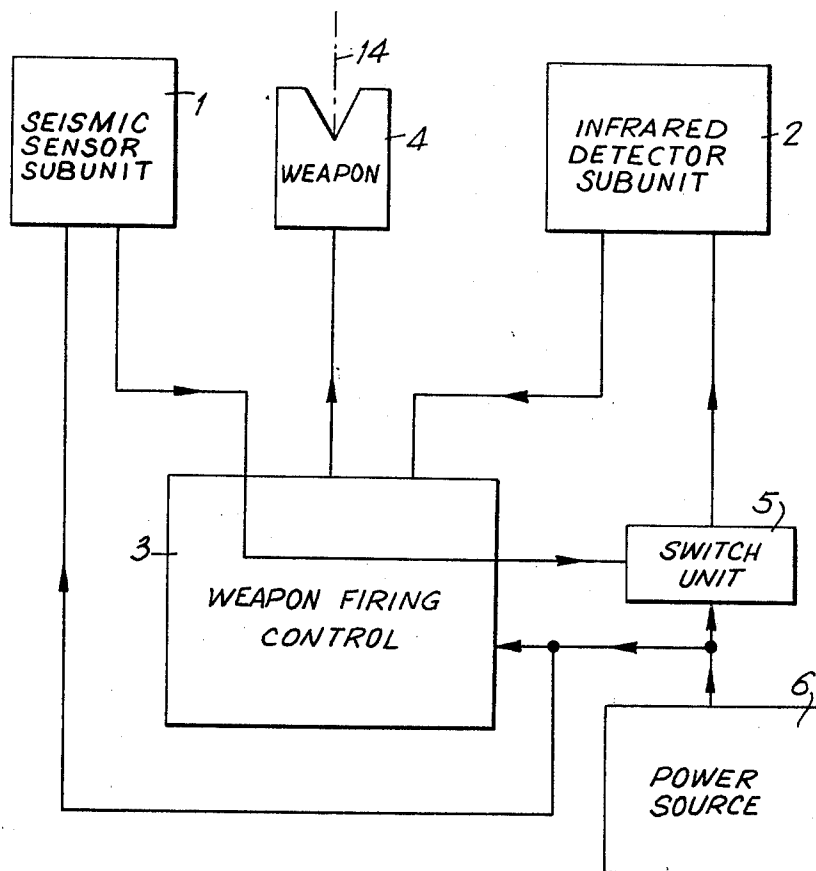 14
1
SEISMIC
SENSOR
SUBUNIT
4
WEAPON
2
INFRARED
DETECTOR
SUBUNIT
5
SWITCH
UNIT
3
WEAPON FIRING
CONTROL
6
POWER
SOURCE